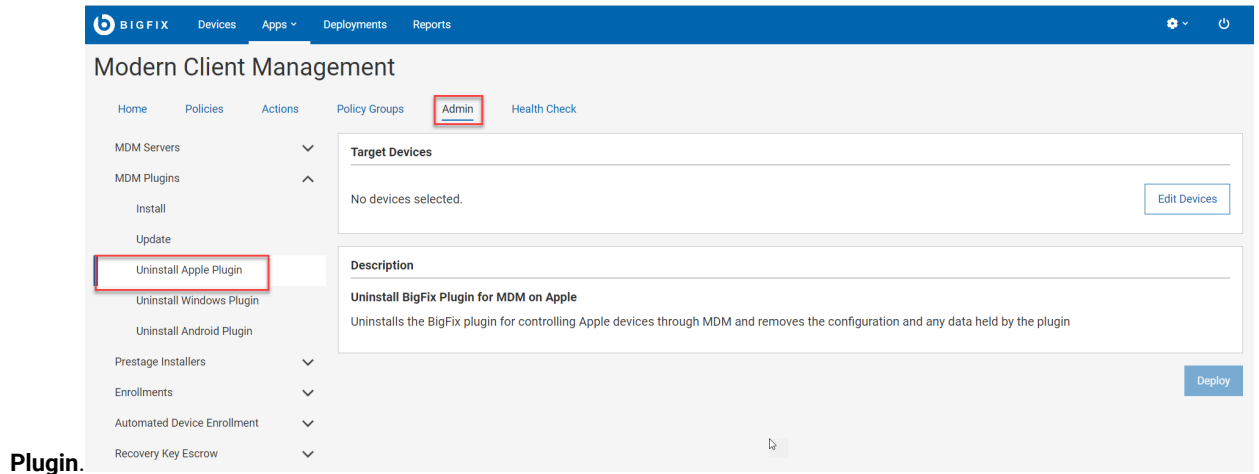 BIGFIX Devices Apps Deployments Reports
Modern Client Management
Home Policies Actions Policy Groups Admin Health Check
MDM Servers
MDM Plugins
Install
Update
Uninstall Apple Plugin
Uninstall Windows Plugin
Uninstall Android Plugin
Prestage Installers
Enrollments
Automated Device Enrollment
Recovery Key Escrow
Target Devices
No devices selected.
Edit Devices
Description
Uninstall BigFix Plugin for MDM on Apple
Uninstalls the BigFix plugin for controlling Apple devices through MDM and removes the configuration and any data held by the plugin
Deploy
Plugin.